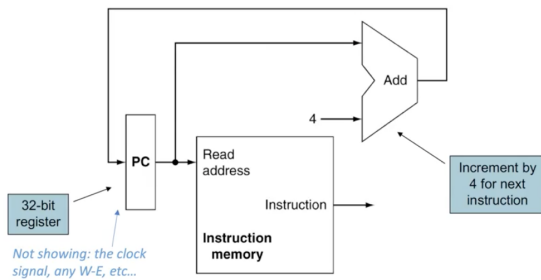 Add
4
PC
Read
address
Instruction
Instruction
memory
32-bit
register
Increment by
4 for next
instruction
Not showing: the clock
signal, any W-E, etc...